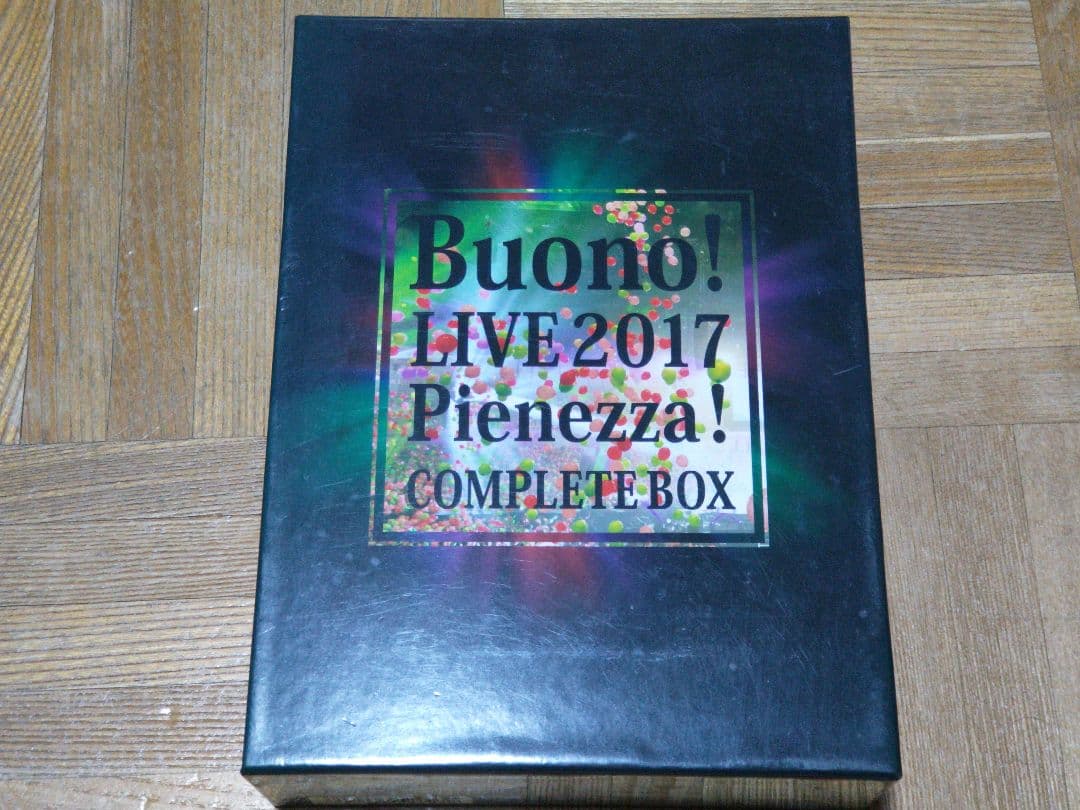 Buono!
LIVE 2017
Pienezza!
COMPLETE BOX